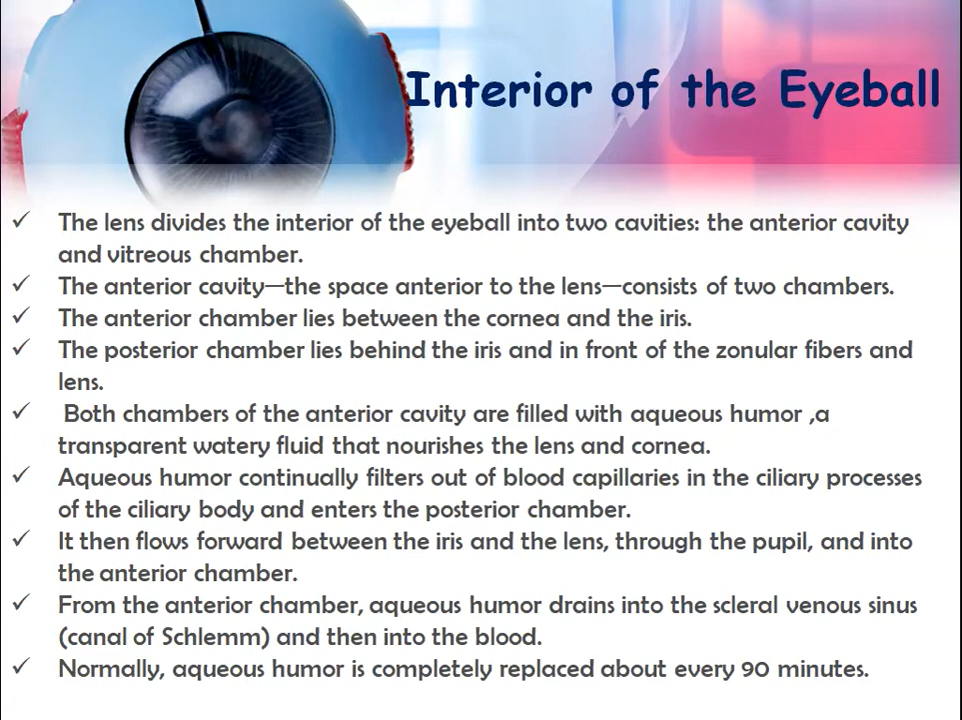 Interior of the Eyeball
✓ The lens divides the interior of the eyeball into two cavities: the anterior cavity
and vitreous chamber.
✓ The anterior cavity—the space anterior to the lens—consists of two chambers.
✓ The anterior chamber lies between the cornea and the iris.
✓ The posterior chamber lies behind the iris and in front of the zonular fibers and
lens.
✓ Both chambers of the anterior cavity are filled with aqueous humor ,a
transparent watery fluid that nourishes the lens and cornea.
✓ Aqueous humor continually filters out of blood capillaries in the ciliary processes
of the ciliary body and enters the posterior chamber.
✓ It then flows forward between the iris and the lens, through the pupil, and into
the anterior chamber.
✓ From the anterior chamber, aqueous humor drains into the scleral venous sinus
(canal of Schlemm) and then into the blood.
✓ Normally, aqueous humor is completely replaced about every 90 minutes.